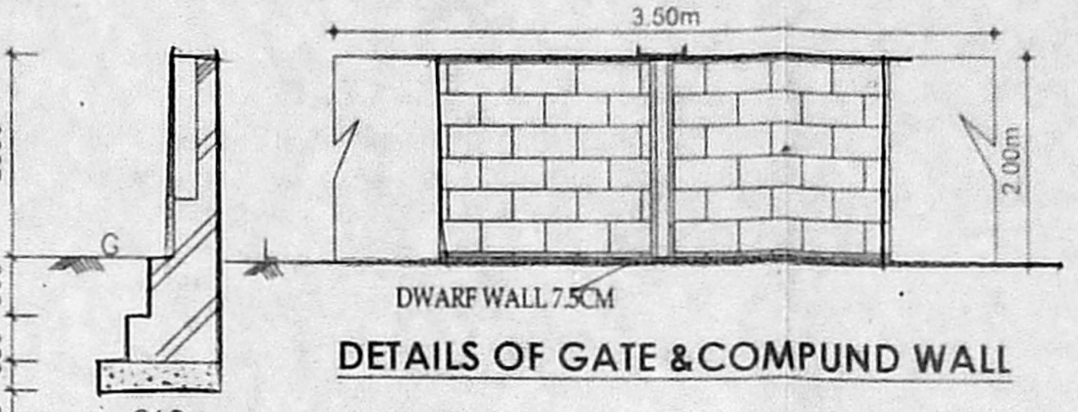 3.50m
2.00m
G
DWARF WALL 7.5CM
DETAILS OF GATE &COMPUND WALL